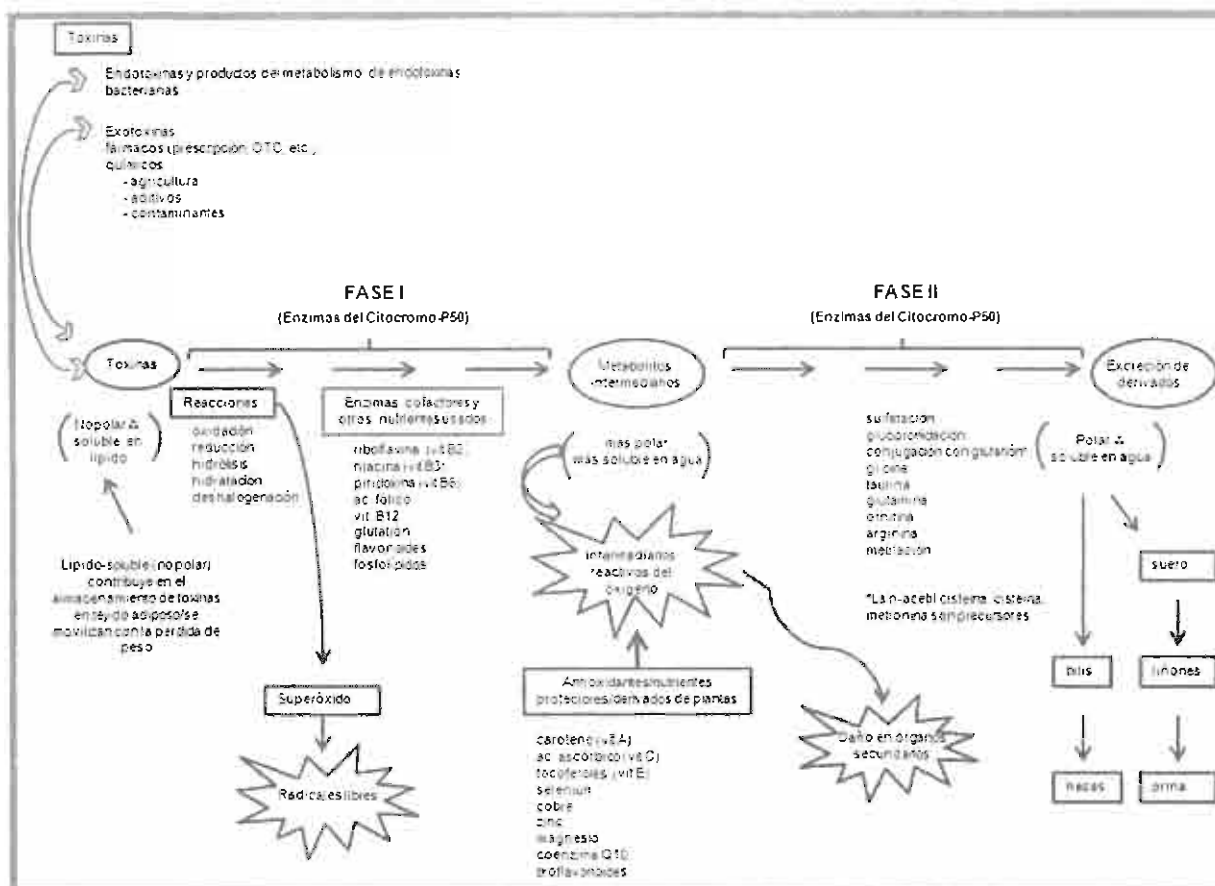 Toxinas
Endotoxinas y productos del metabolismo de endotoxinas
bacterianas
Exotoxinas
fármacos (prescripción, OTC, etc.)
químicos
- agricultura
- aditivos
- contaminantes
FASE I
(Enzimas del Citocromo-P50)
FASE II
(Enzimas del Citocromo-P50)
Toxinas
Metabolitos
intermediarios
Excreción de
derivados
Reacciones
oxidación
reducción
hidrólisis
hidratación
deshalogenación
Enzimas cofactores y
otros nutrientes usados
riboflavina (vit B2)
niacina (vit B3)
piridoxina (vit B6)
ac. fólico
vit. B12
glutatión
flavonoides
fosfolípidos
(No polar &
soluble en
lípido)
Lípido-soluble (no polar)
contribuye en el
almacenamiento de toxinas
en tejido adiposo/se
movilizan con la pérdida de
peso
(más polar
más soluble en agua)
sulfatación
glucoronidación
conjugación con glutatión*
taurina
glutamina
ornitina
arginina
metilación
*La n-acetil cisteína, cisteína,
metionina son precursores
(Polar &
soluble en agua)
Intermediarios
reactivos del
oxígeno
Superóxido
Radicales libres
Antioxidantes/nutrientes
protectores/derivados de plantas
carotene (vit A)
ac. ascórbico (vit C)
tocoferoles (vit E)
selenium
cobre
zinc
magnesio
coenzima Q10
bioflavonoides
Daño en órganos
secundarios
suero
bilis
riñones
heces
orina